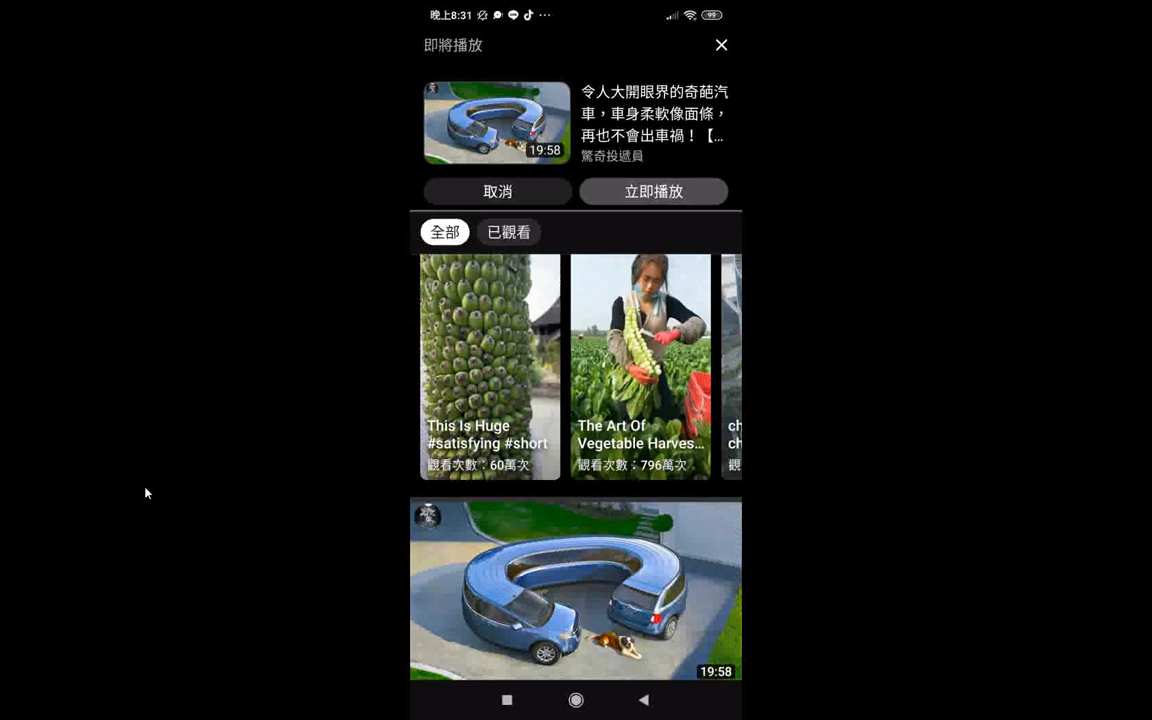 晚上8:31
99
即將播放
令人大開眼界的奇葩汽
車，車身柔軟像面條，
再也不會出車禍！【...
驚奇投遞員
19:58
取消
立即播放
全部
已觀看
This Is Huge
#satisfying #short
觀看次數：60萬次
The Art Of
Vegetable Harves...
觀看次數：796萬次
ch
ch
觀
19:58